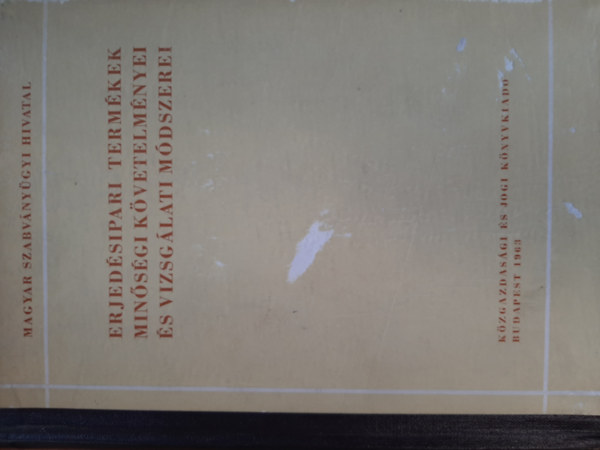 MAGYAR SZABVÁNYÜGYI HIVATAL
ERJEDÉSIPARI TERMÉKEK
MINŐSÉGI KÖVETELMÉNYEI
ÉS VIZSGÁLATI MÓDSZEREI
KÖZGAZDASÁGI ÉS JOGI KÖNYVKIADÓ
BUDAPEST 1963